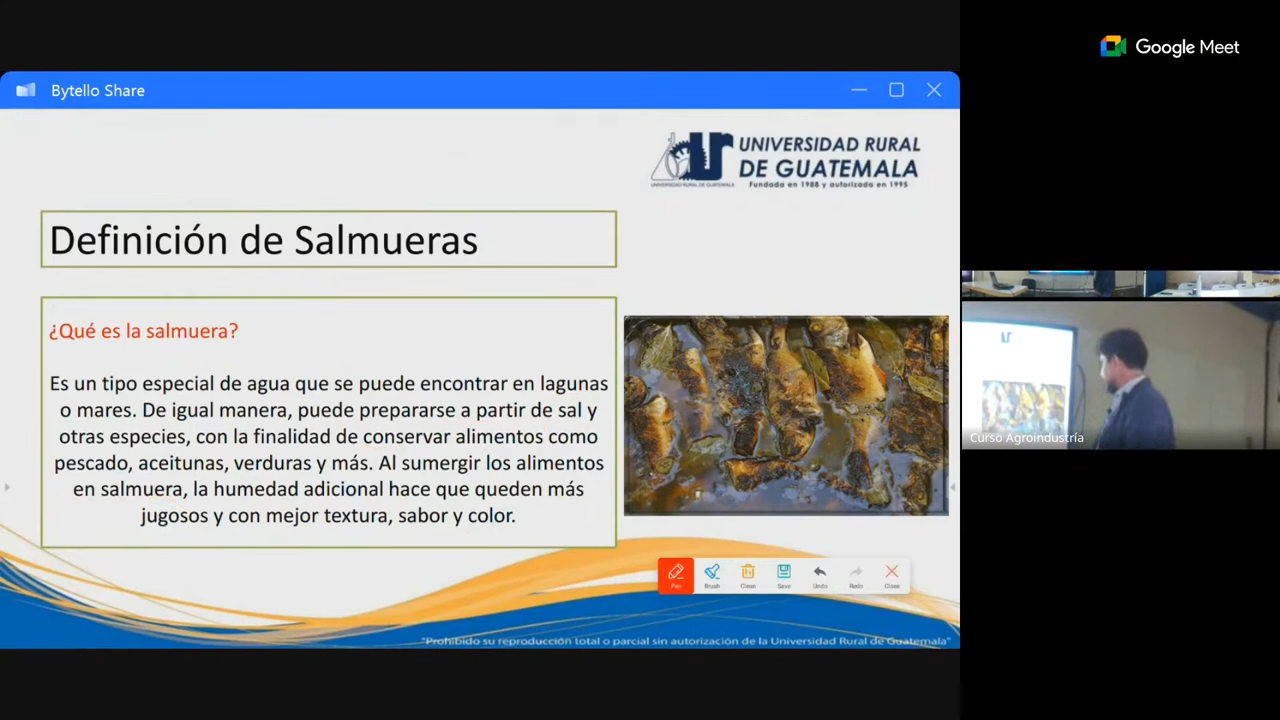 Google Meet
Bytello Share
UNIVERSIDAD RURAL
DE GUATEMALA
Fundada en 1988 y autorizada en 1995
UNIVERSIDAD RURAL DE GUATEMALA
Definición de Salmueras
¿Qué es la salmuera?
Es un tipo especial de agua que se puede encontrar en lagunas
o mares. De igual manera, puede prepararse a partir de sal y
otras especies, con la finalidad de conservar alimentos como
pescado, aceitunas, verduras y más. Al sumergir los alimentos
en salmuera, la humedad adicional hace que queden más
jugosos y con mejor textura, sabor y color.
Curso Agroindustría
Pen Brush Clean Save Undo Redo Close
"Prohibido su reproducción total o parcial sin autorización de la Universidad Rural de Guatemala"